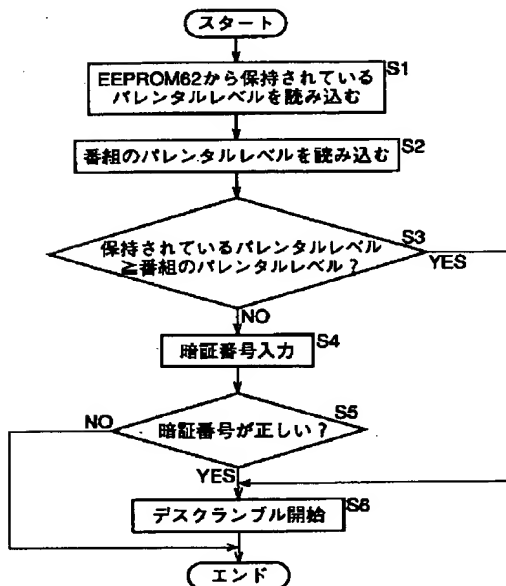 スタート
EEPROM62から保持されている
パレンタルレベルを読み込む
S1
番組のパレンタルレベルを読み込む
S2
保持されているパレンタルレベル
≧番組のパレンタルレベル?
S3
YES
NO
暗証番号入力
S4
暗証番号が正しい?
S5
NO
YES
デスクランブル開始
S6
エンド